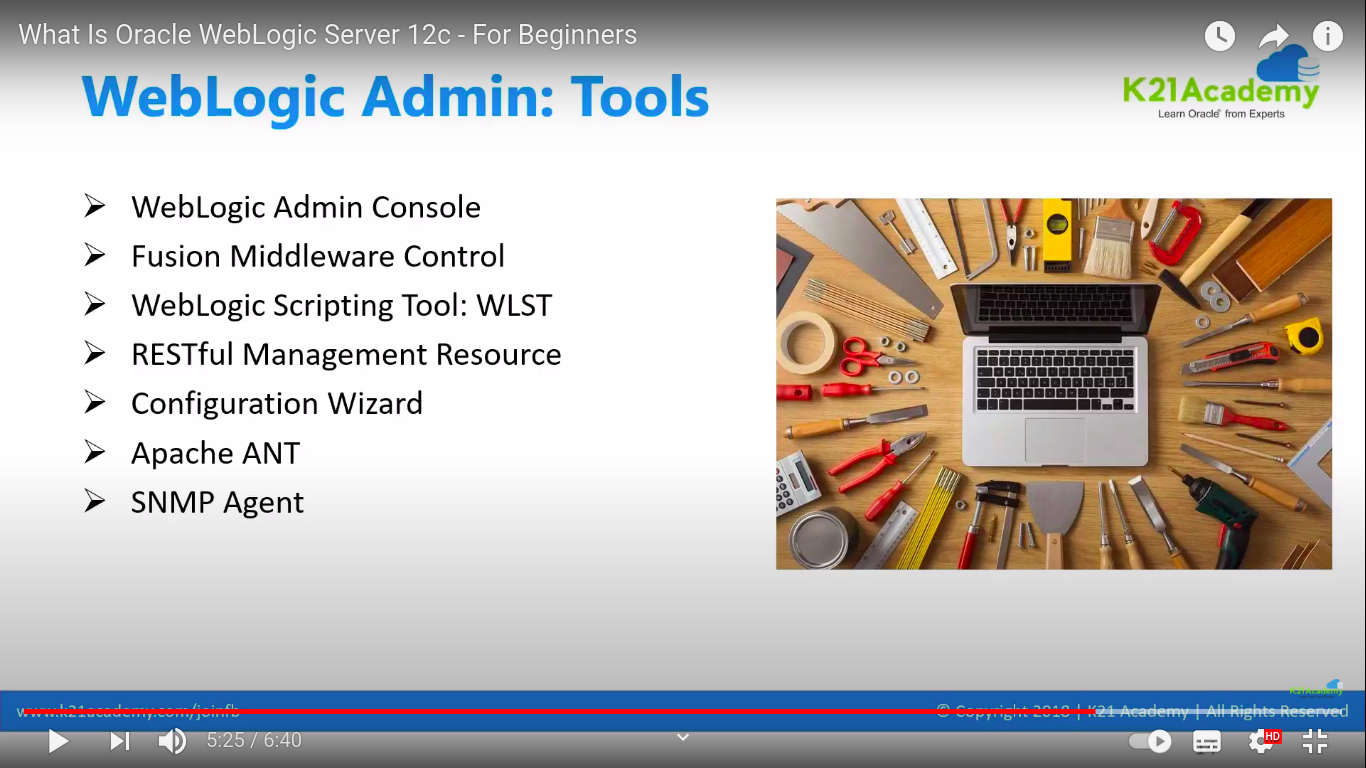 What Is Oracle WebLogic Server 12c - For Beginners
WebLogic Admin: Tools
K21Academy
Learn Oracle® from Experts
WebLogic Admin Console
Fusion Middleware Control
WebLogic Scripting Tool: WLST
RESTful Management Resource
Configuration Wizard
Apache ANT
SNMP Agent
K21Academy
www.k21academy.com/joinfb
© Copyright 2018 | K21 Academy | All Rights Reserved
5:25 / 6:40
HD